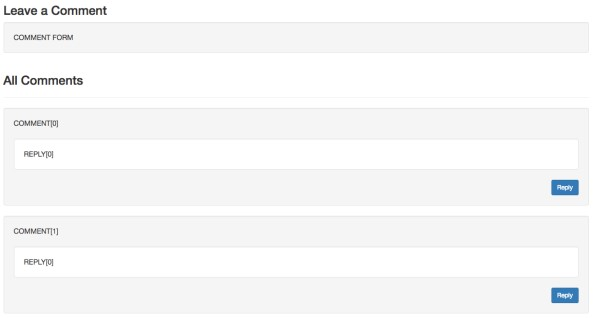 Leave a Comment
COMMENT FORM
All Comments
COMMENT[0]
REPLY[0]
Reply
COMMENT[1]
REPLY[0]
Reply